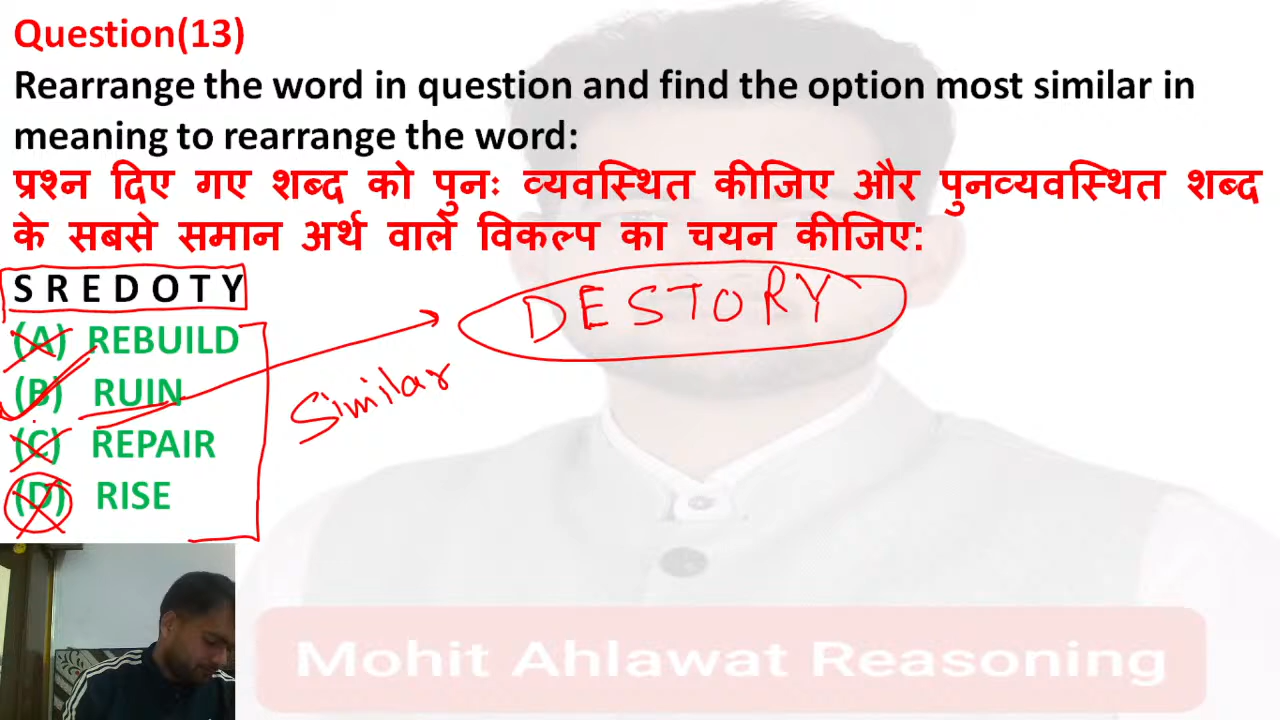 Question(13)
Rearrange the word in question and find the option most similar in
meaning to rearrange the word:
प्रश्न दिए गए शब्द को पुनः व्यवस्थित कीजिए और पुनव्यवस्थित शब्द
के सबसे समान अर्थ वाले विकल्प का चयन कीजिए:
S R E D O T Y
DESTORY
(A) REBUILD
(B) RUIN
Similar
(C) REPAIR
(D) RISE
Mohit Ahlawat Reasoning